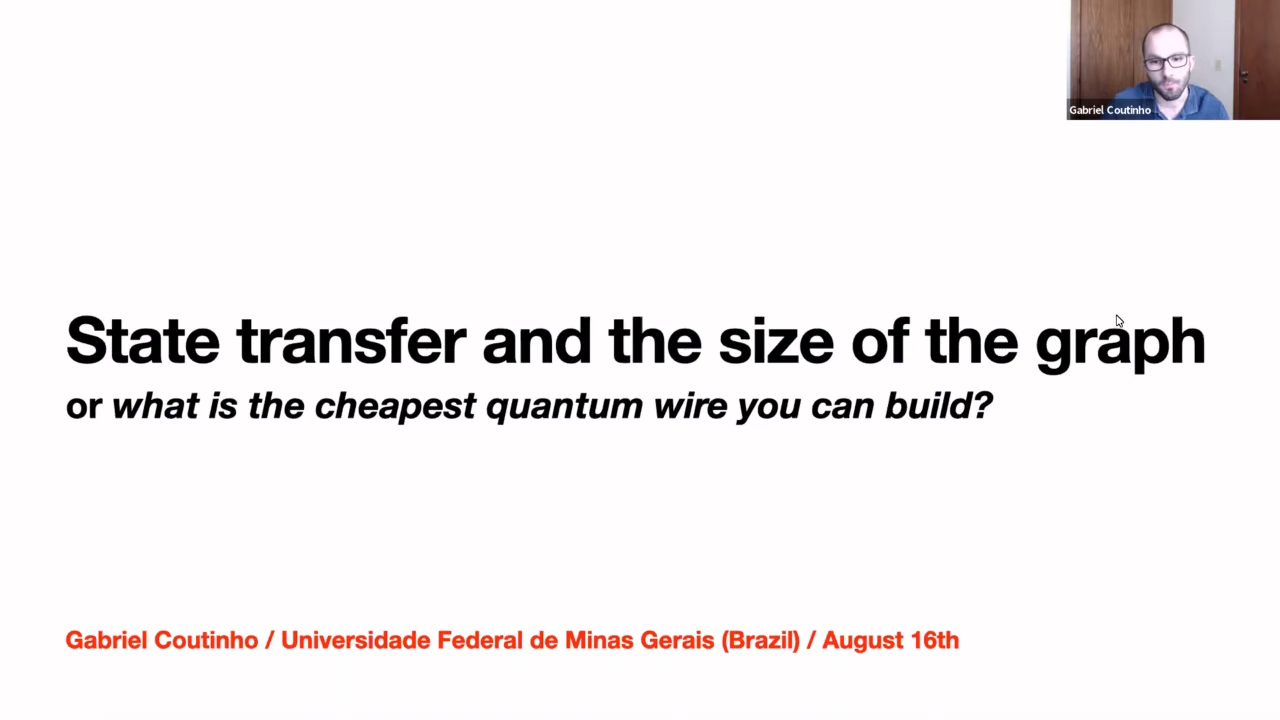 Gabriel Coutinho
State transfer and the size of the graph
or what is the cheapest quantum wire you can build?
Gabriel Coutinho / Universidade Federal de Minas Gerais (Brazil) / August 16th